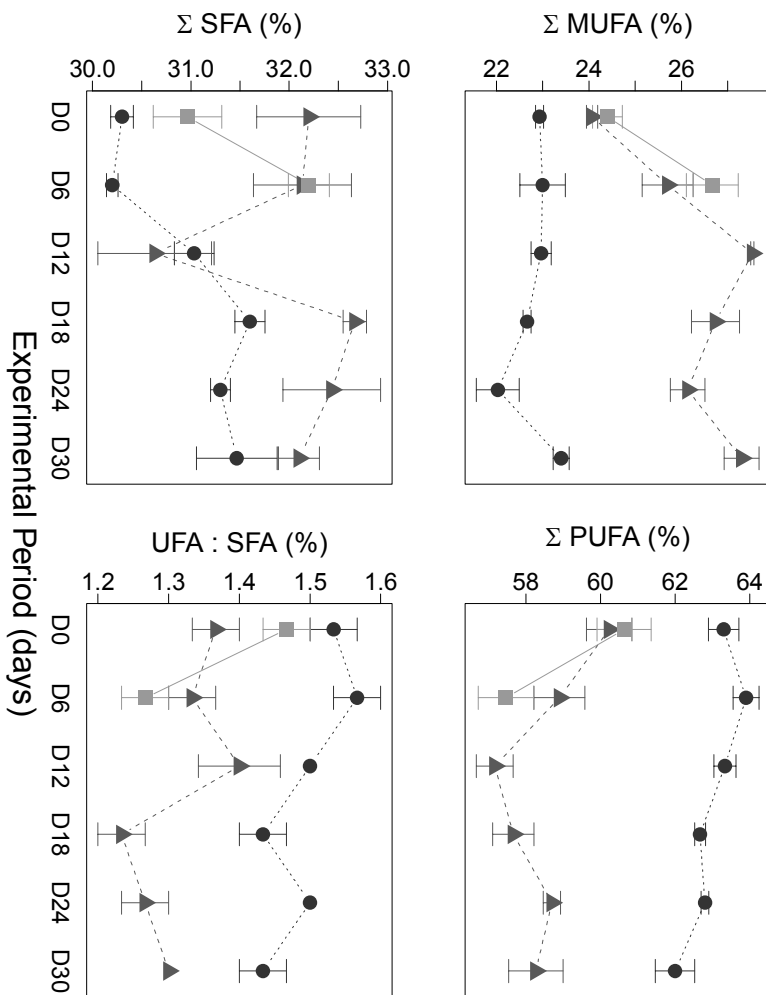 Σ SFA (%)
30.0 31.0 32.0 33.0
D0
D6
D12
D18
D24
D30
Σ MUFA (%)
22 24 26
Experimental Period (days)
UFA : SFA (%)
1.2 1.3 1.4 1.5 1.6
D0
D6
D12
D18
D24
D30
Σ PUFA (%)
58 60 62 64